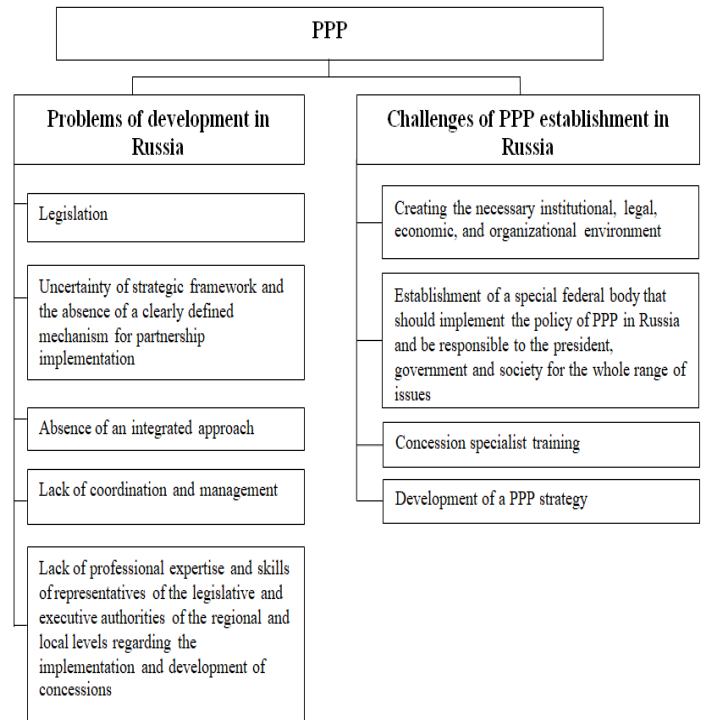 PPP
Problems of development in
Russia
Legislation
Uncertainty of strategic framework and
the absence of a clearly defined
mechanism for partnership
implementation
Absence of an integrated approach
Lack of coordination and management
Lack of professional expertise and skills
of representatives of the legislative and
executive authorities of the regional and
local levels regarding the
implementation and development of
concessions
Challenges of PPP establishment in
Russia
Creating the necessary institutional, legal,
economic, and organizational environment
Establishment of a special federal body that
should implement the policy of PPP in Russia
and be responsible to the president,
government and society for the whole range of
issues
Concession specialist training
Development of a PPP strategy